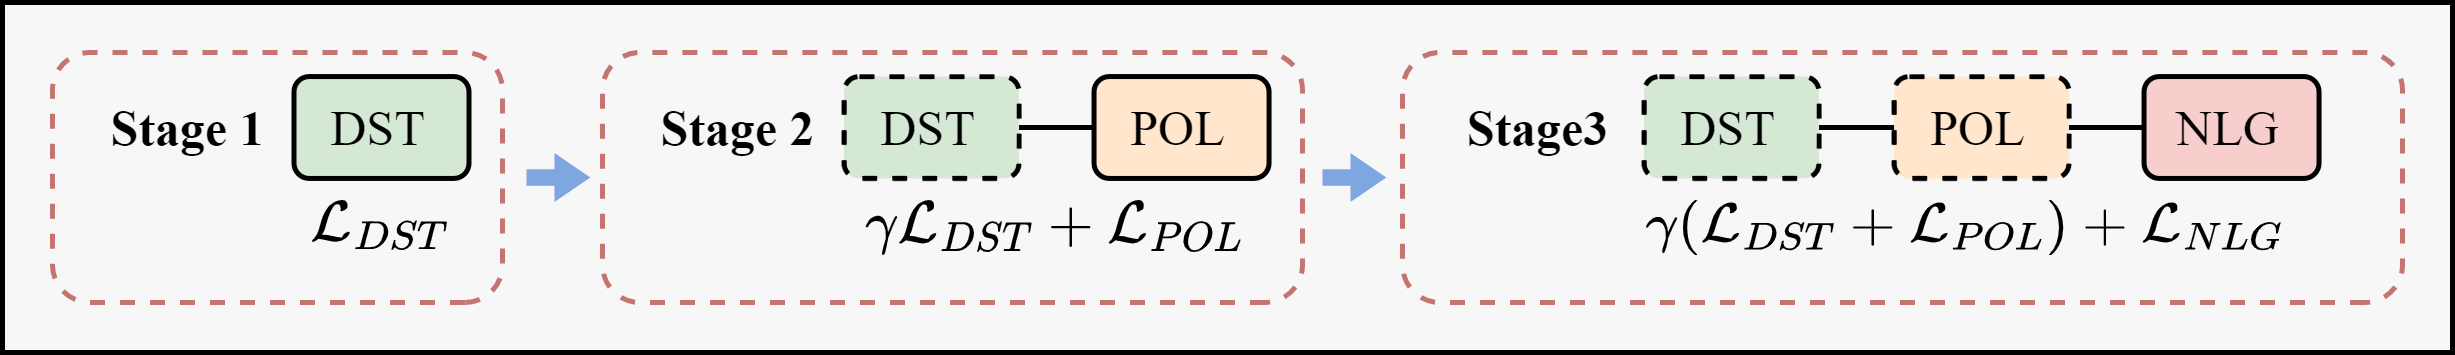 Stage 1 DST
ℒ_DST
Stage 2 DST POL
γℒ_DST + ℒ_POL
Stage3 DST POL NLG
γ(ℒ_DST + ℒ_POL) + ℒ_NLG